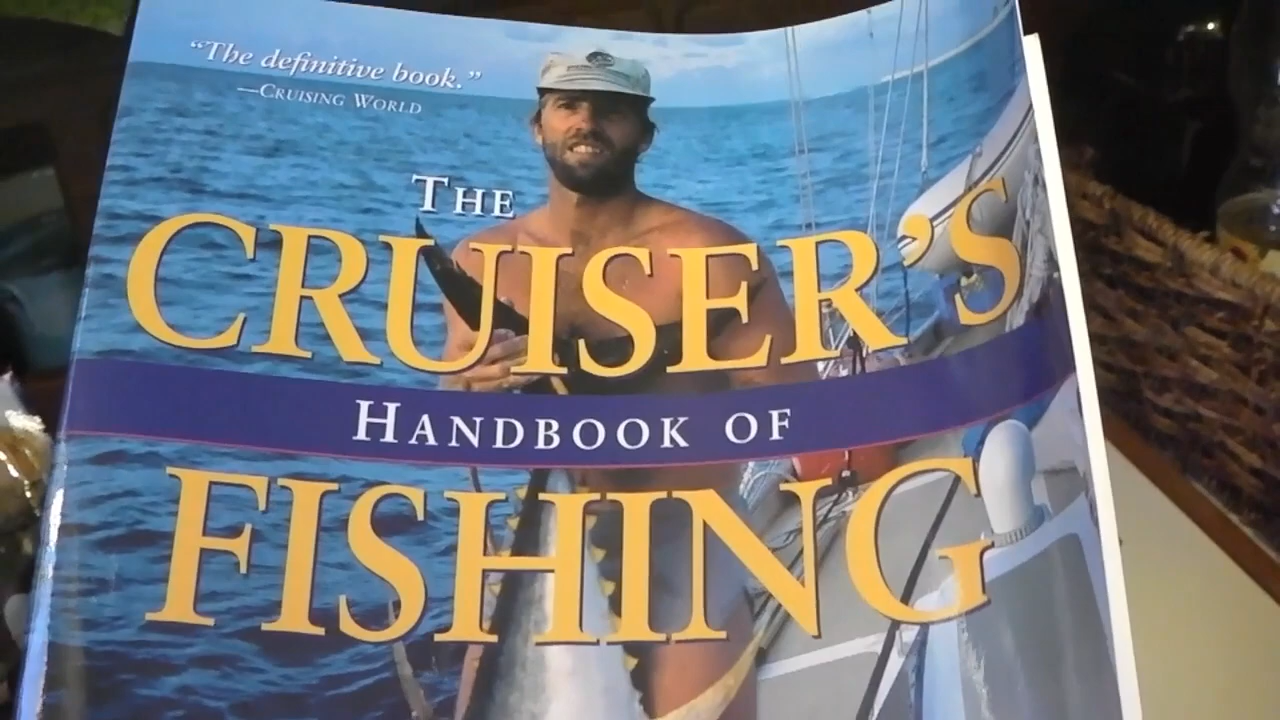 “The definitive book.”
—CRUISING WORLD
THE
CRUISER’S
HANDBOOK OF
FISHING